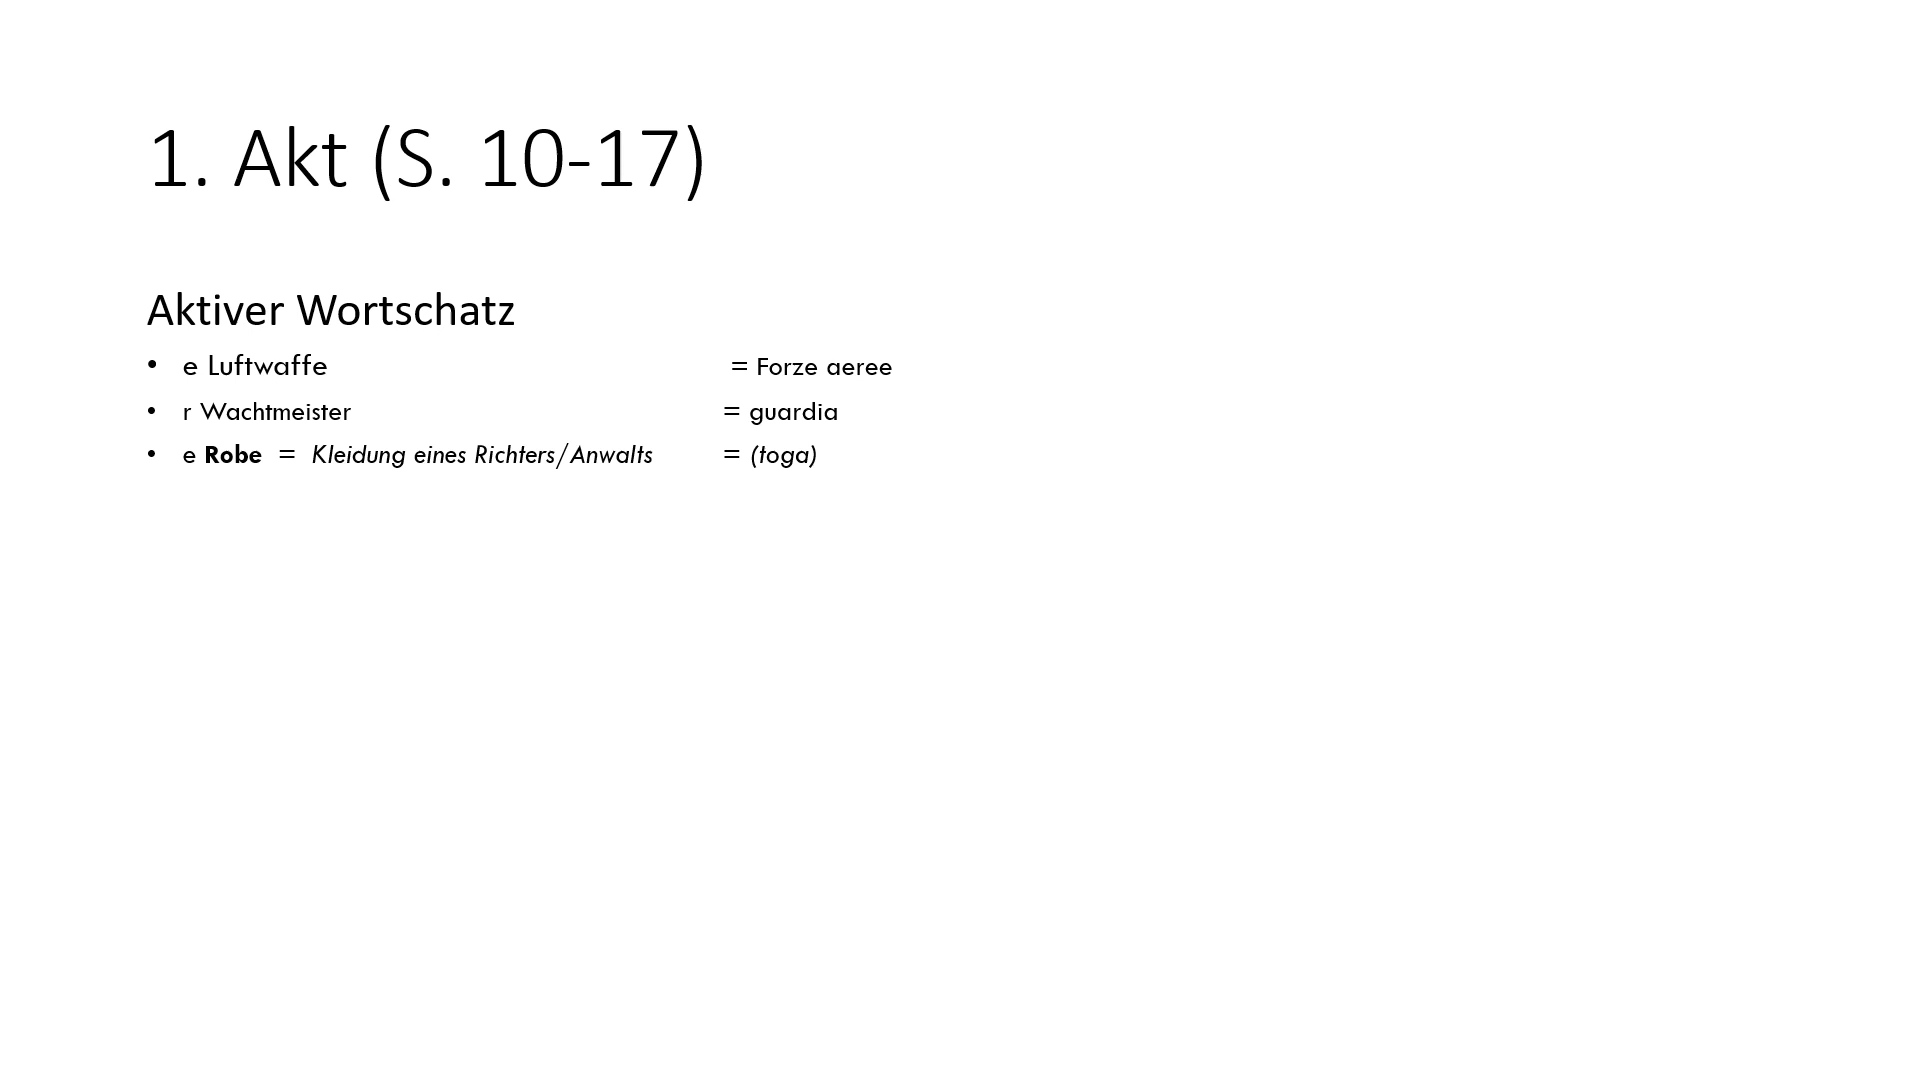 1. Akt (S. 10-17)
Aktiver Wortschatz
• e Luftwaffe = Forze aeree
• r Wachtmeister = guardia
• e Robe = Kleidung eines Richters/Anwalts = (toga)